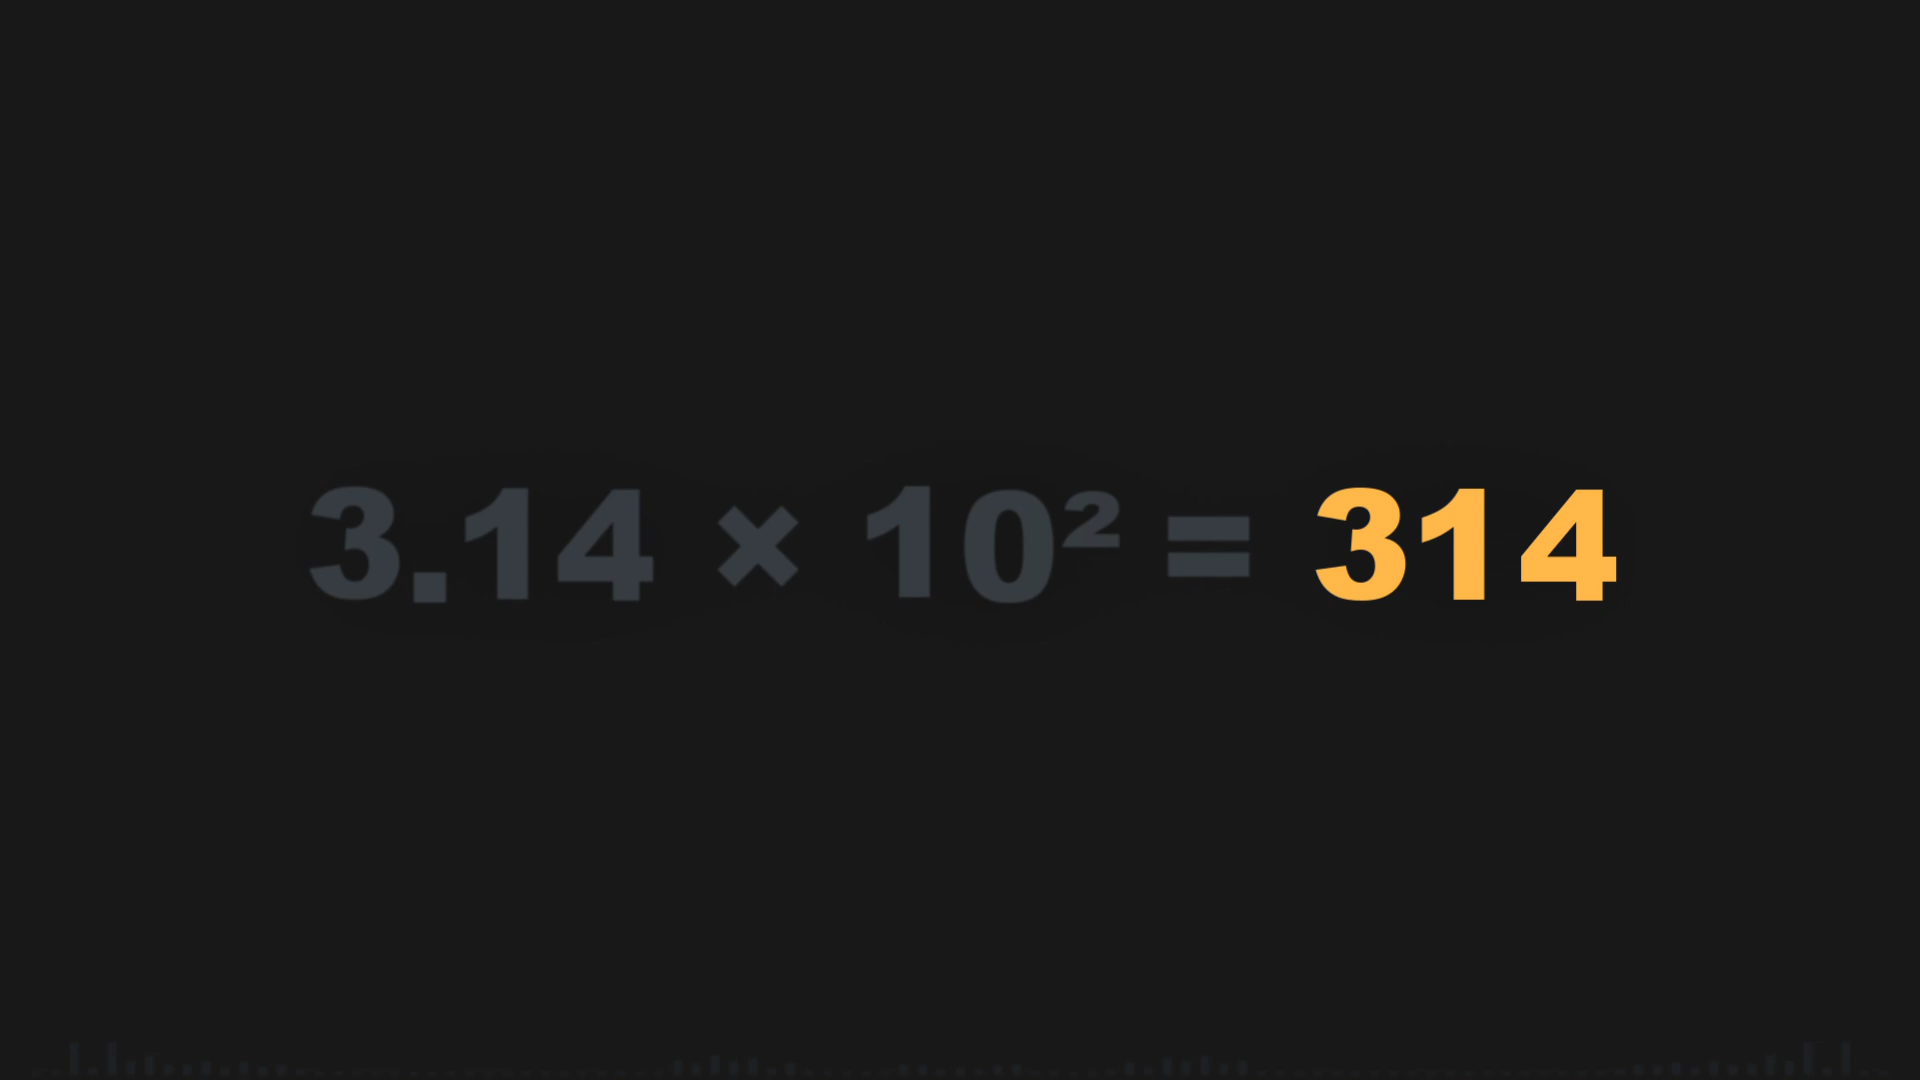 3.14 × 10² = 314